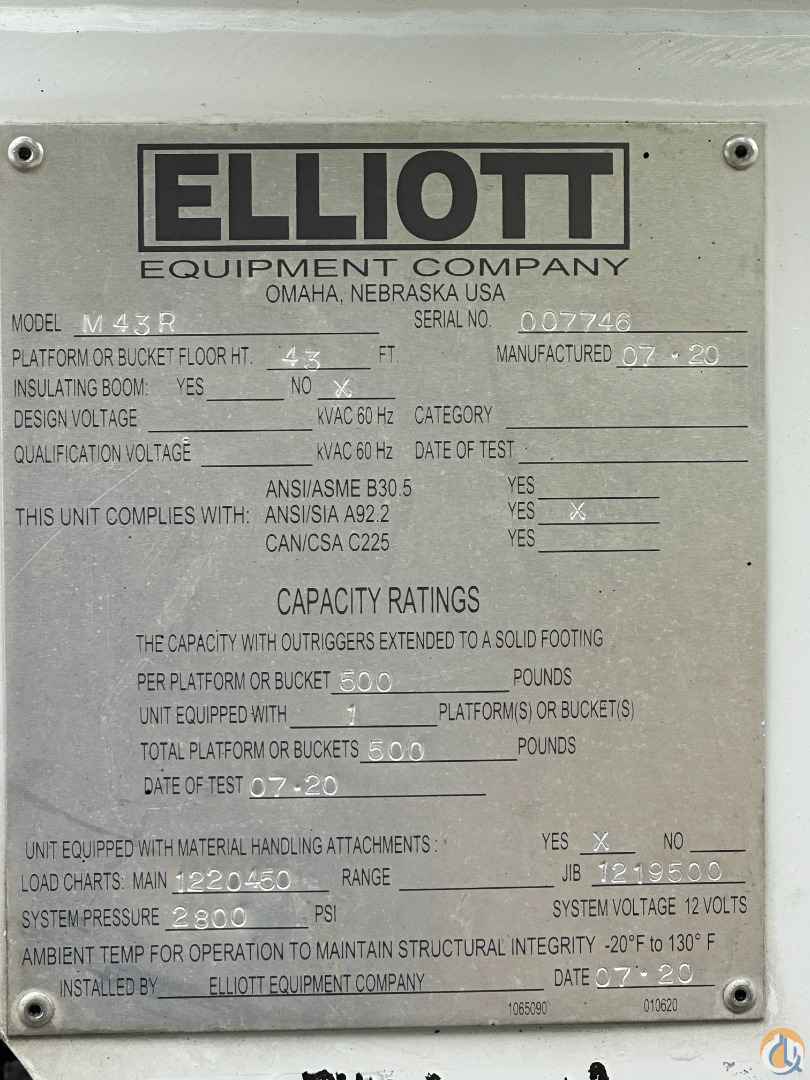 ELLIOTT
EQUIPMENT COMPANY
OMAHA, NEBRASKA USA
MODEL M43R SERIAL NO. 007746
PLATFORM OR BUCKET FLOOR HT. 43 FT. MANUFACTURED 07-20
INSULATING BOOM: YES NO X
DESIGN VOLTAGE kVAC 60 Hz CATEGORY
QUALIFICATION VOLTAGE kVAC 60 Hz DATE OF TEST
ANSI/ASME B30.5 YES
THIS UNIT COMPLIES WITH: ANSI/SIA A92.2 YES X
CAN/CSA C225 YES
CAPACITY RATINGS
THE CAPACITY WITH OUTRIGGERS EXTENDED TO A SOLID FOOTING
PER PLATFORM OR BUCKET 500 POUNDS
UNIT EQUIPPED WITH 1 PLATFORM(S) OR BUCKET(S)
TOTAL PLATFORM OR BUCKETS 500 POUNDS
DATE OF TEST 07-20
UNIT EQUIPPED WITH MATERIAL HANDLING ATTACHMENTS: YES X NO
LOAD CHARTS: MAIN 1220450 RANGE JIB 1219500
SYSTEM PRESSURE 2800 PSI SYSTEM VOLTAGE 12 VOLTS
AMBIENT TEMP FOR OPERATION TO MAINTAIN STRUCTURAL INTEGRITY -20°F to 130° F
INSTALLED BY ELLIOTT EQUIPMENT COMPANY DATE 07-20
1065090 010620